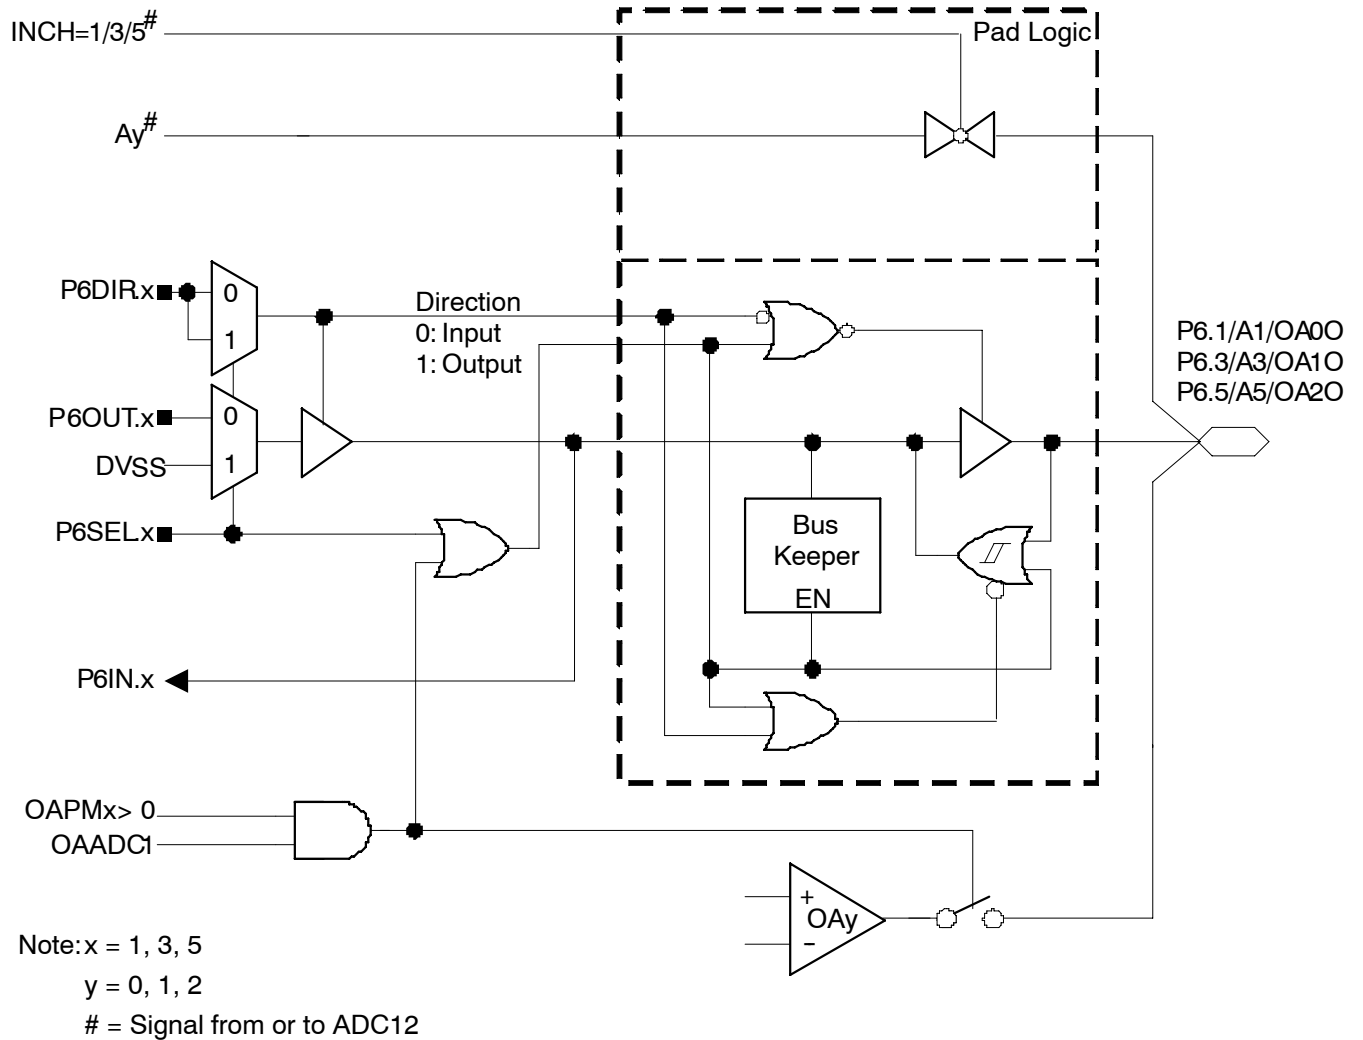 INCH=1/3/5#
Pad Logic
Ay#
P6DIR.x
0
1
Direction
0: Input
1: Output
P6.1/A1/OA0O
P6.3/A3/OA1O
P6.5/A5/OA2O
P6OUT.x
0
DVSS
1
P6SEL.x
Bus
Keeper
EN
P6IN.x
OAPMx> 0
OAADC1
+
OAy
−
Note: x = 1, 3, 5
y = 0, 1, 2
# = Signal from or to ADC12